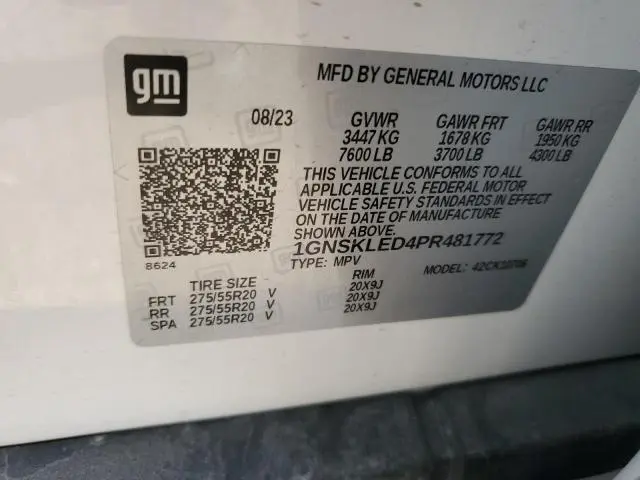 gm
MFD BY GENERAL MOTORS LLC
08/23 GVWR GAWR FRT GAWR RR
3447 KG 1678 KG 1950 KG
7600 LB 3700 LB 4300 LB
THIS VEHICLE CONFORMS TO ALL
APPLICABLE U.S. FEDERAL MOTOR
VEHICLE SAFETY STANDARDS IN EFFECT
ON THE DATE OF MANUFACTURE
SHOWN ABOVE.
1GNSKLED4PR481772
8624
TYPE: MPV MODEL:
TIRE SIZE RIM
FRT 275/55R20 V 20X9J
RR 275/55R20 V 20X9J
SPA 275/55R20 V 20X9J